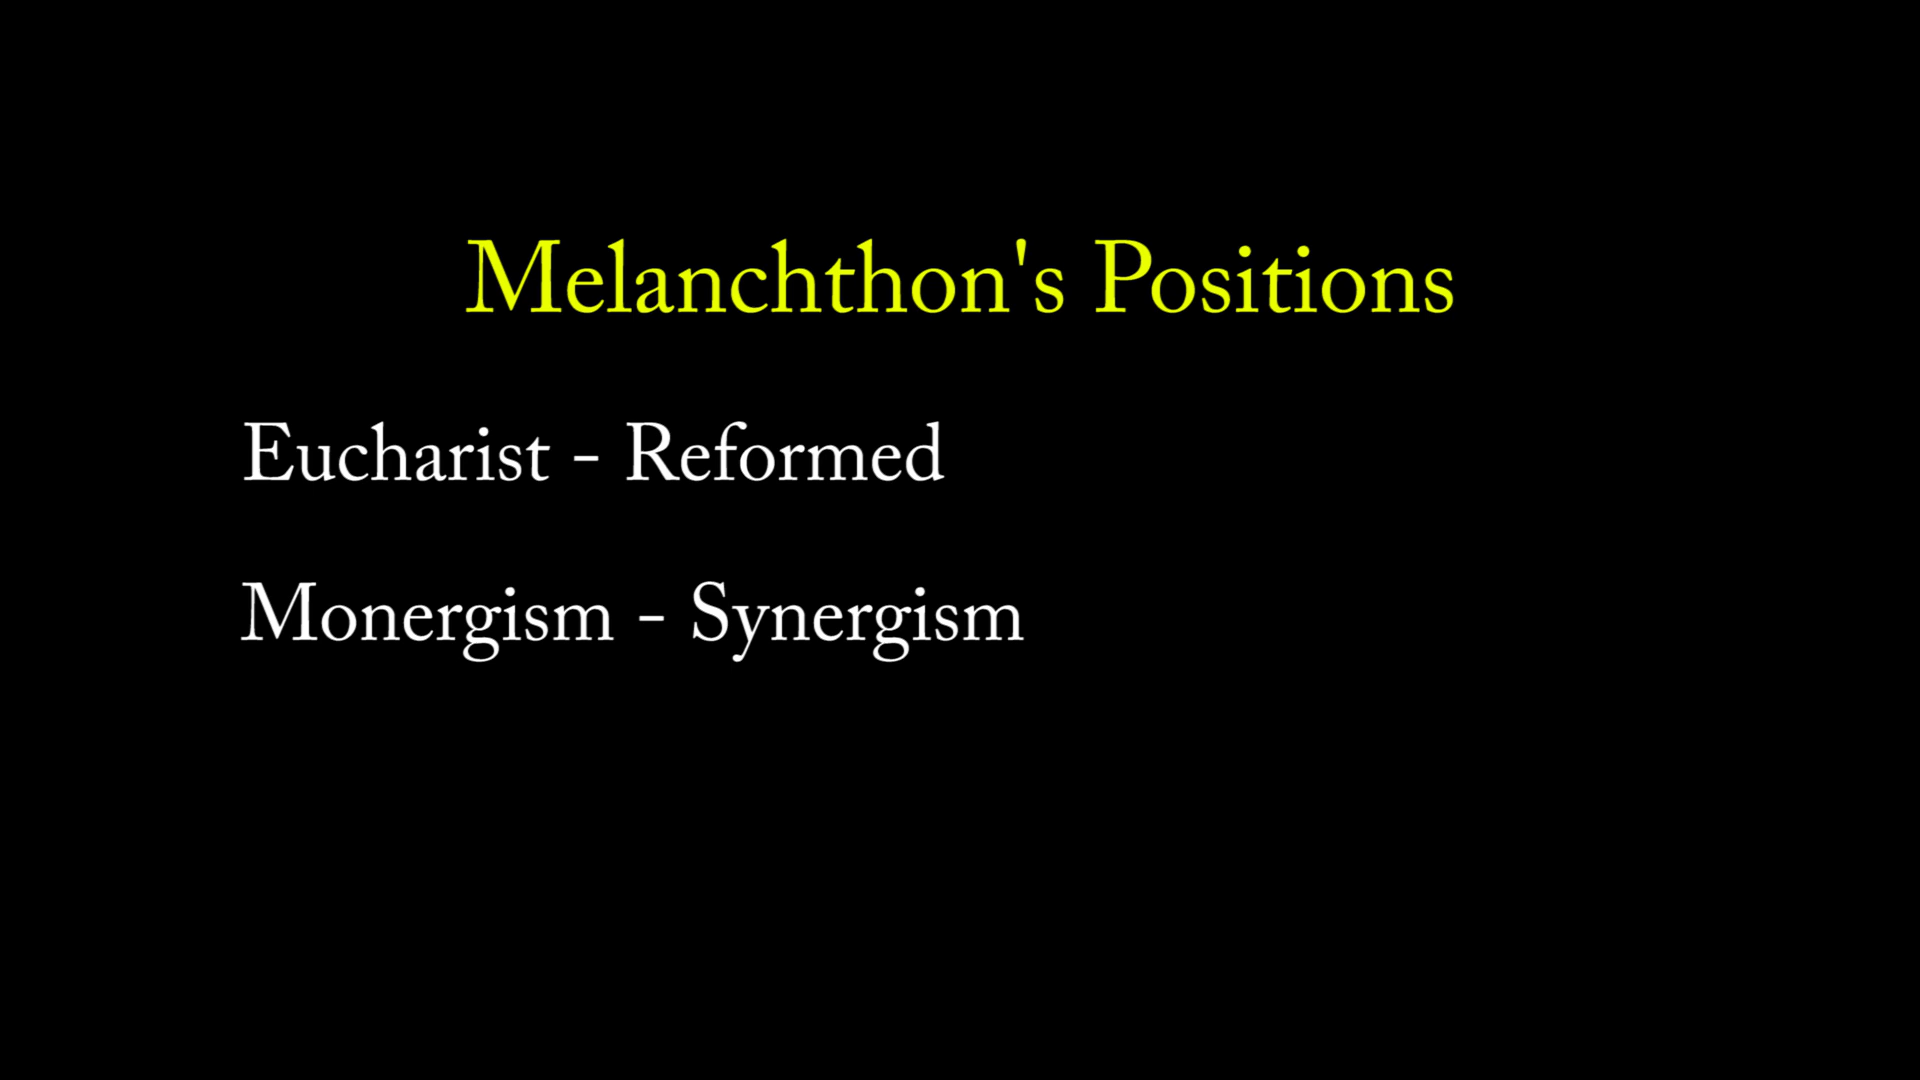 Melanchthon's Positions
Eucharist - Reformed
Monergism - Synergism